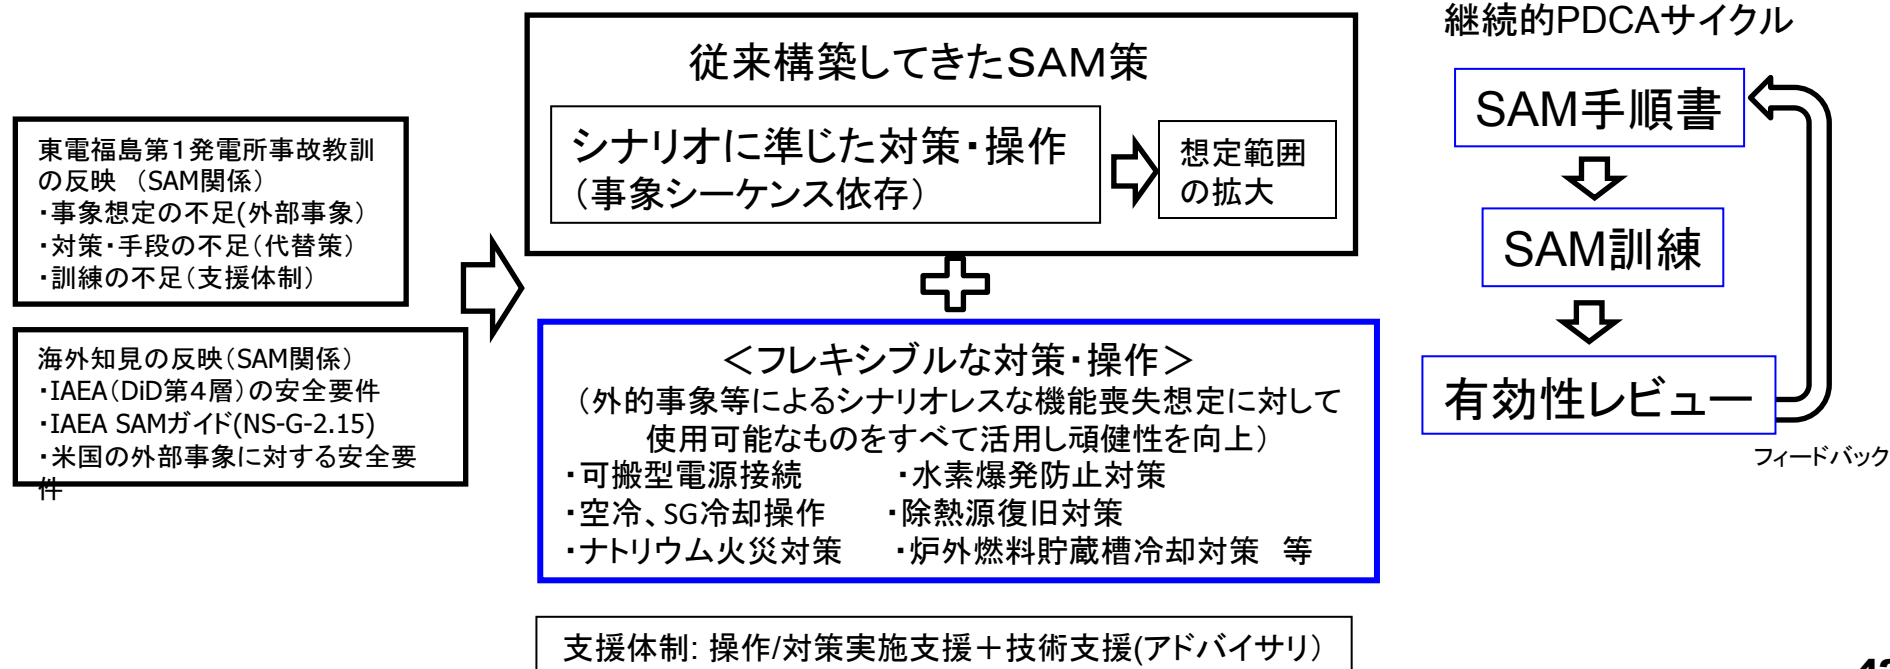 東電福島第1発電所事故教訓
の反映 (SAM関係)
・事象想定の不足(外部事象)
・対策・手段の不足(代替策)
・訓練の不足(支援体制)
海外知見の反映(SAM関係)
・IAEA(DiD第4層)の安全要件
・IAEA SAMガイド(NS-G-2.15)
・米国の外部事象に対する安全要
件
従来構築してきたSAM策
シナリオに準じた対策・操作
(事象シーケンス依存)
想定範囲
の拡大
<フレキシブルな対策・操作>
(外的事象等によるシナリオレスな機能喪失想定に対して
使用可能なものをすべて活用し頑健性を向上)
・可搬型電源接続 ・水素爆発防止対策
・空冷、SG冷却操作 ・除熱源復旧対策
・ナトリウム火災対策 ・炉外燃料貯蔵槽冷却対策 等
支援体制: 操作/対策実施支援+技術支援(アドバイサリ)
継続的PDCAサイクル
SAM手順書
SAM訓練
有効性レビュー
フィードバック